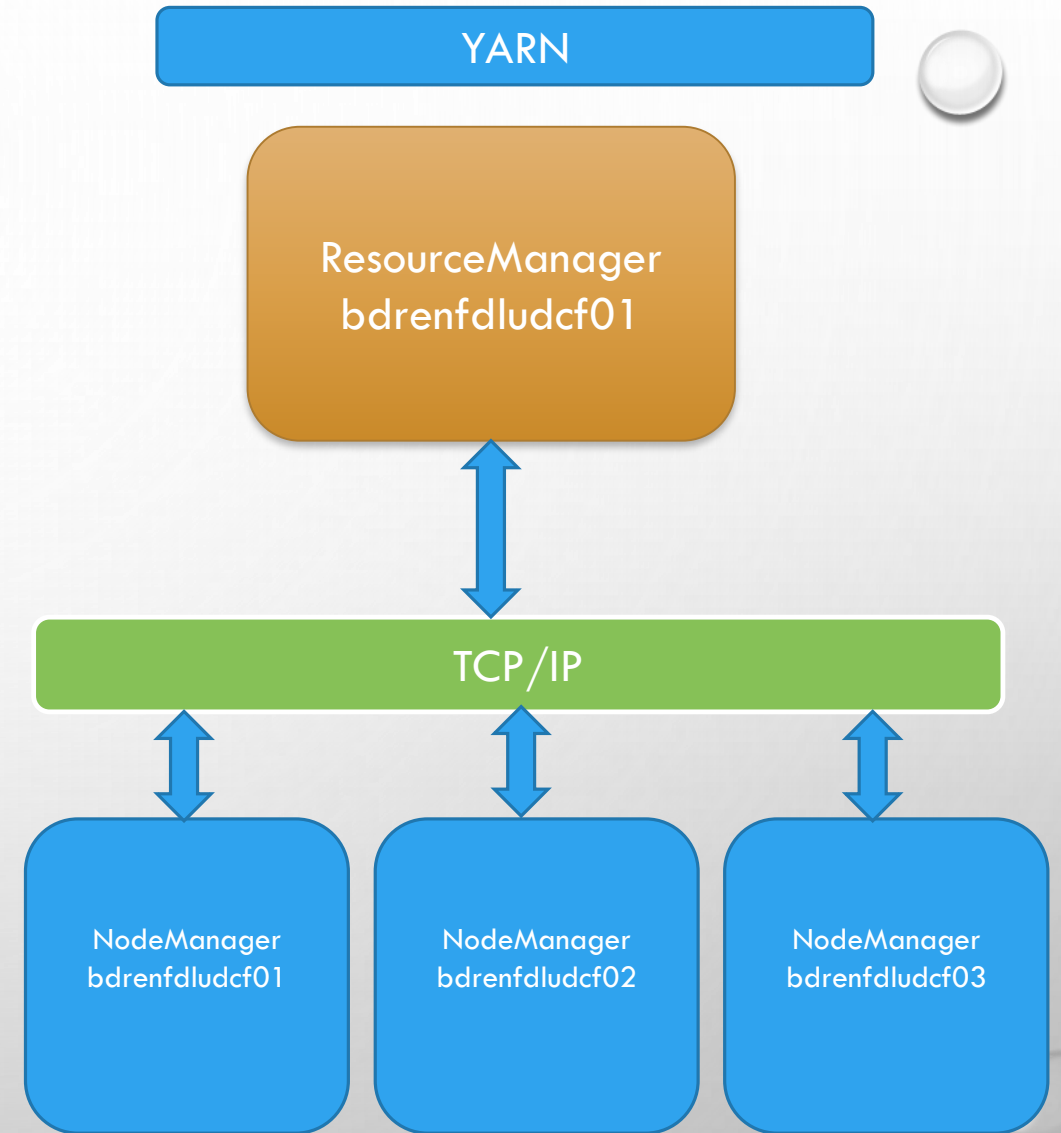 YARN
ResourceManager
bdrenfdludcf01
TCP/IP
NodeManager
bdrenfdludcf01
NodeManager
bdrenfdludcf02
NodeManager
bdrenfdludcf03